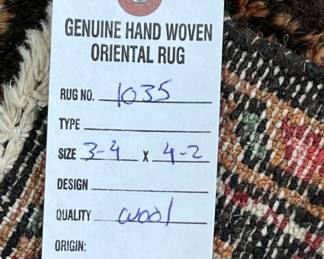 GENUINE HAND WOVEN
ORIENTAL RUG
RUG NO. 1035
TYPE
SIZE 3-4 X 4-2
DESIGN
QUALITY wool
ORIGIN: